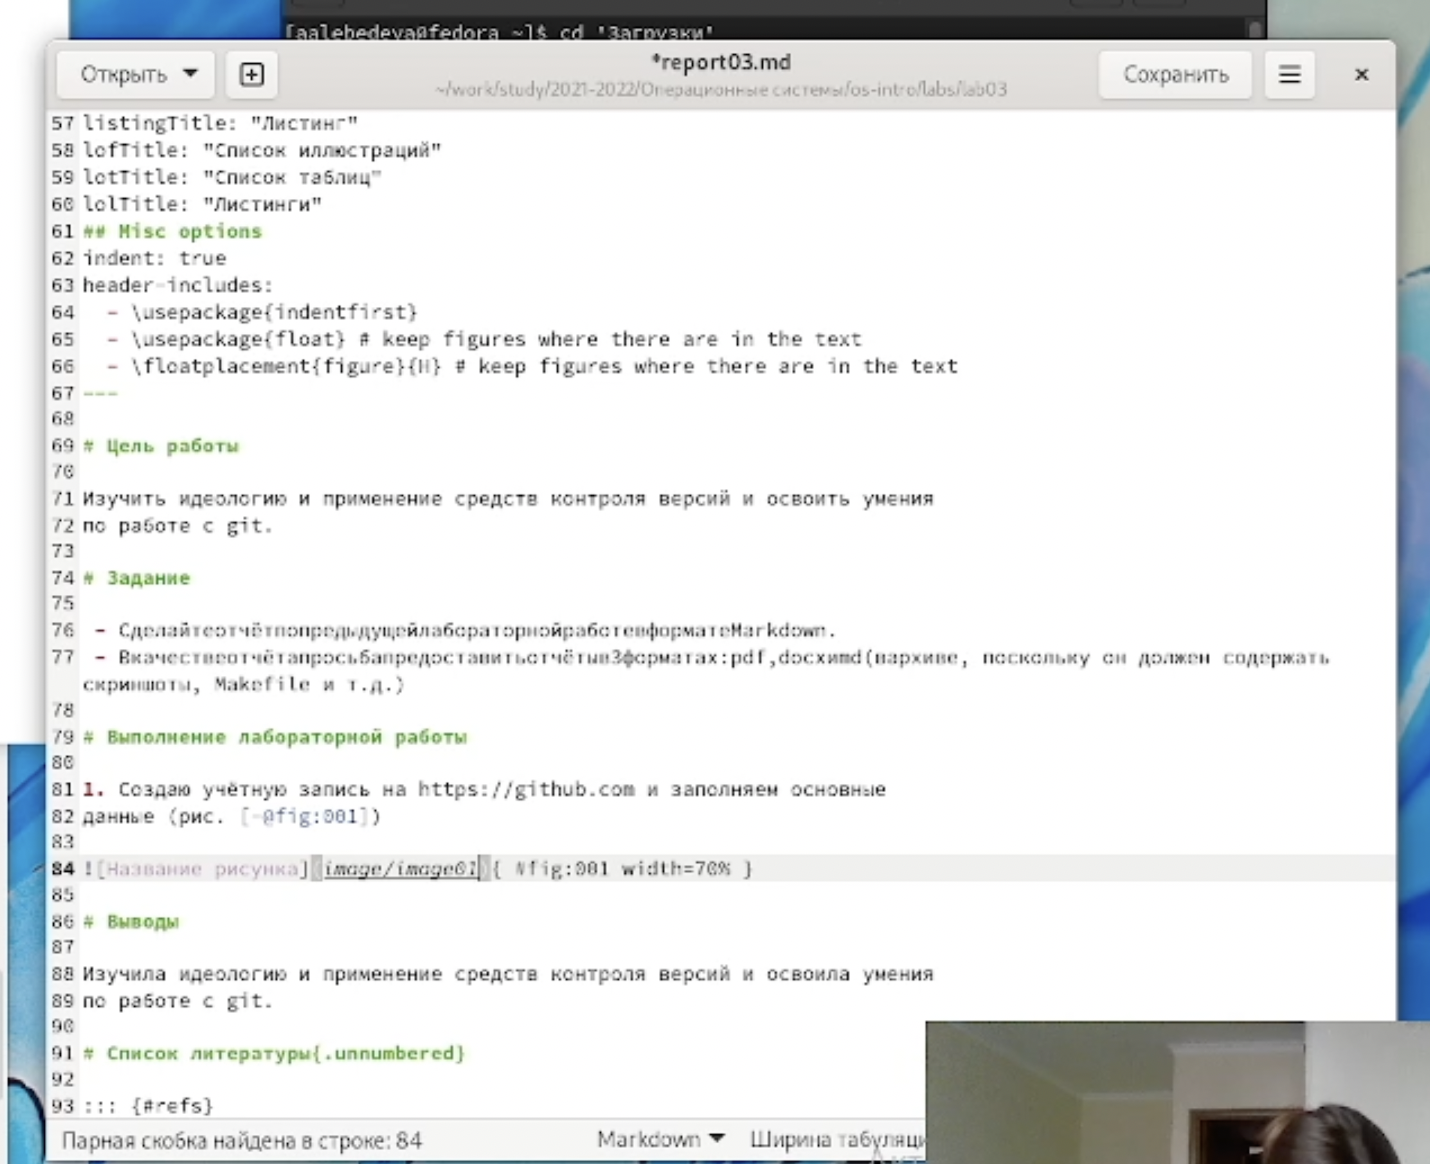 [aalebedeva@fedora ~]$ cd 'Загрузки'
Открыть
*report03.md
Сохранить
~/work/study/2021-2022/Операционные системы/os-intro/labs/lab03
57 listingTitle: "Листинг"
58 lofTitle: "Список иллюстраций"
59 lotTitle: "Список таблиц"
60 lolTitle: "Листинги"
61 ## Misc options
62 indent: true
63 header-includes:
64   - \usepackage{indentfirst}
65   - \usepackage{float} # keep figures where there are in the text
66   - \floatplacement{figure}{H} # keep figures where there are in the text
67 ---
68
69 # Цель работы
70
71 Изучить идеологию и применение средств контроля версий и освоить умения
72 по работе с git.
73
74 # Задание
75
76  - СделайтеотчётпопредыдущейлабораторнойработевформатеMarkdown.
77  - Вкачествеотчётапросьбапредоставитьотчётыв3форматах:pdf,docxиmd(вархиве, поскольку он должен содержать
скриншоты, Makefile и т.д.)
78
79 # Выполнение лабораторной работы
80
81 1. Создаю учётную запись на https://github.com и заполняем основные
82 данные (рис. [-@fig:001])
83
84 ![Название рисунка](image/image01){ #fig:001 width=70% }
85
86 # Выводы
87
88 Изучила идеологию и применение средств контроля версий и освоила умения
89 по работе с git.
90
91 # Список литературы{.unnumbered}
92
93 ::: {#refs}
Парная скобка найдена в строке: 84
Markdown
Ширина табуляци